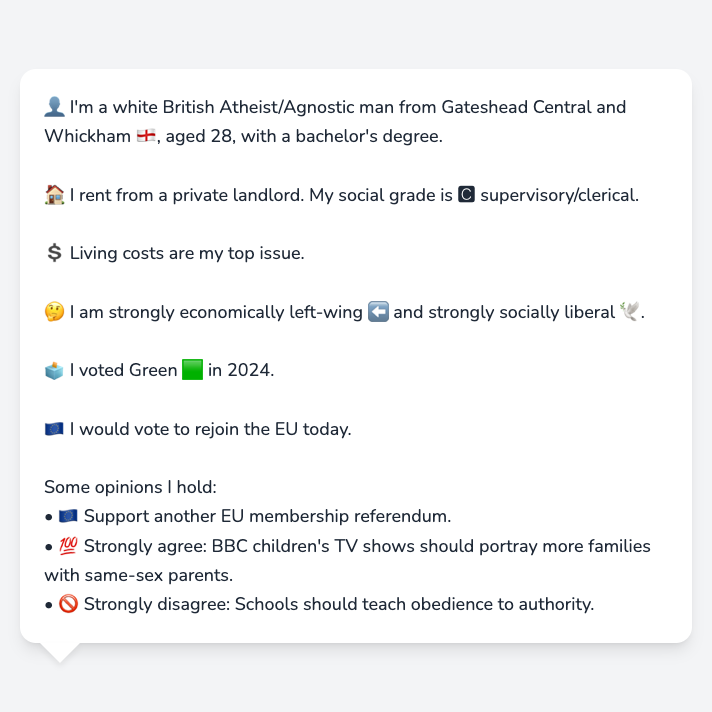 👤 I'm a white British Atheist/Agnostic man from Gateshead Central and
Whickham 🏴󠁧󠁢󠁥󠁮󠁧󠁿, aged 28, with a bachelor's degree.
🏠 I rent from a private landlord. My social grade is 🅲 supervisory/clerical.
💲 Living costs are my top issue.
🤔 I am strongly economically left-wing ⬅️ and strongly socially liberal 🕊️.
🗳️ I voted Green 🟩 in 2024.
🇪🇺 I would vote to rejoin the EU today.
Some opinions I hold:
• 🇪🇺 Support another EU membership referendum.
• 💯 Strongly agree: BBC children's TV shows should portray more families
with same-sex parents.
• 🚫 Strongly disagree: Schools should teach obedience to authority.